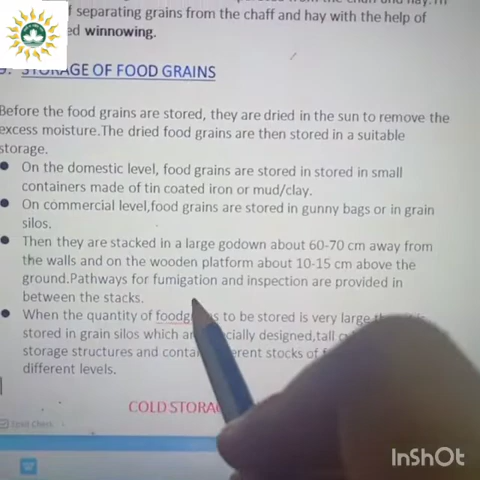 f separating grains from the chaff and hay with the help of
ed winnowing.
9. STORAGE OF FOOD GRAINS
Before the food grains are stored, they are dried in the sun to remove the
excess moisture.The dried food grains are then stored in a suitable
storage.
On the domestic level, food grains are stored in stored in small
containers made of tin coated iron or mud/clay.
On commercial level,food grains are stored in gunny bags or in grain
silos.
Then they are stacked in a large godown about 60-70 cm away from
the walls and on the wooden platform about 10-15 cm above the
ground.Pathways for fumigation and inspection are provided in
between the stacks.
When the quantity of foodg s to be stored is very large
stored in grain silos which ar cially designed,tall
storage structures and conta erent stocks of
different levels.
COLD STORA
InShOt